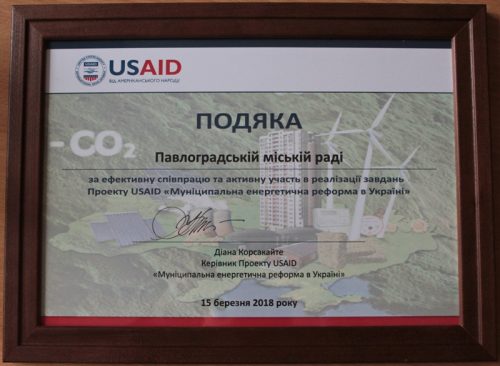 USAID
ВІД АМЕРИКАНСЬКОГО НАРОДУ
ПОДЯКА
- CO2
Павлоградській міській раді
за ефективну співпрацю та активну участь в реалізації завдань
Проекту USAID «Муніципальна енергетична реформа в Україні»
Діана Корсакайте
Керівник Проекту USAID
«Муніципальна енергетична реформа в Україні»
15 березня 2018 року